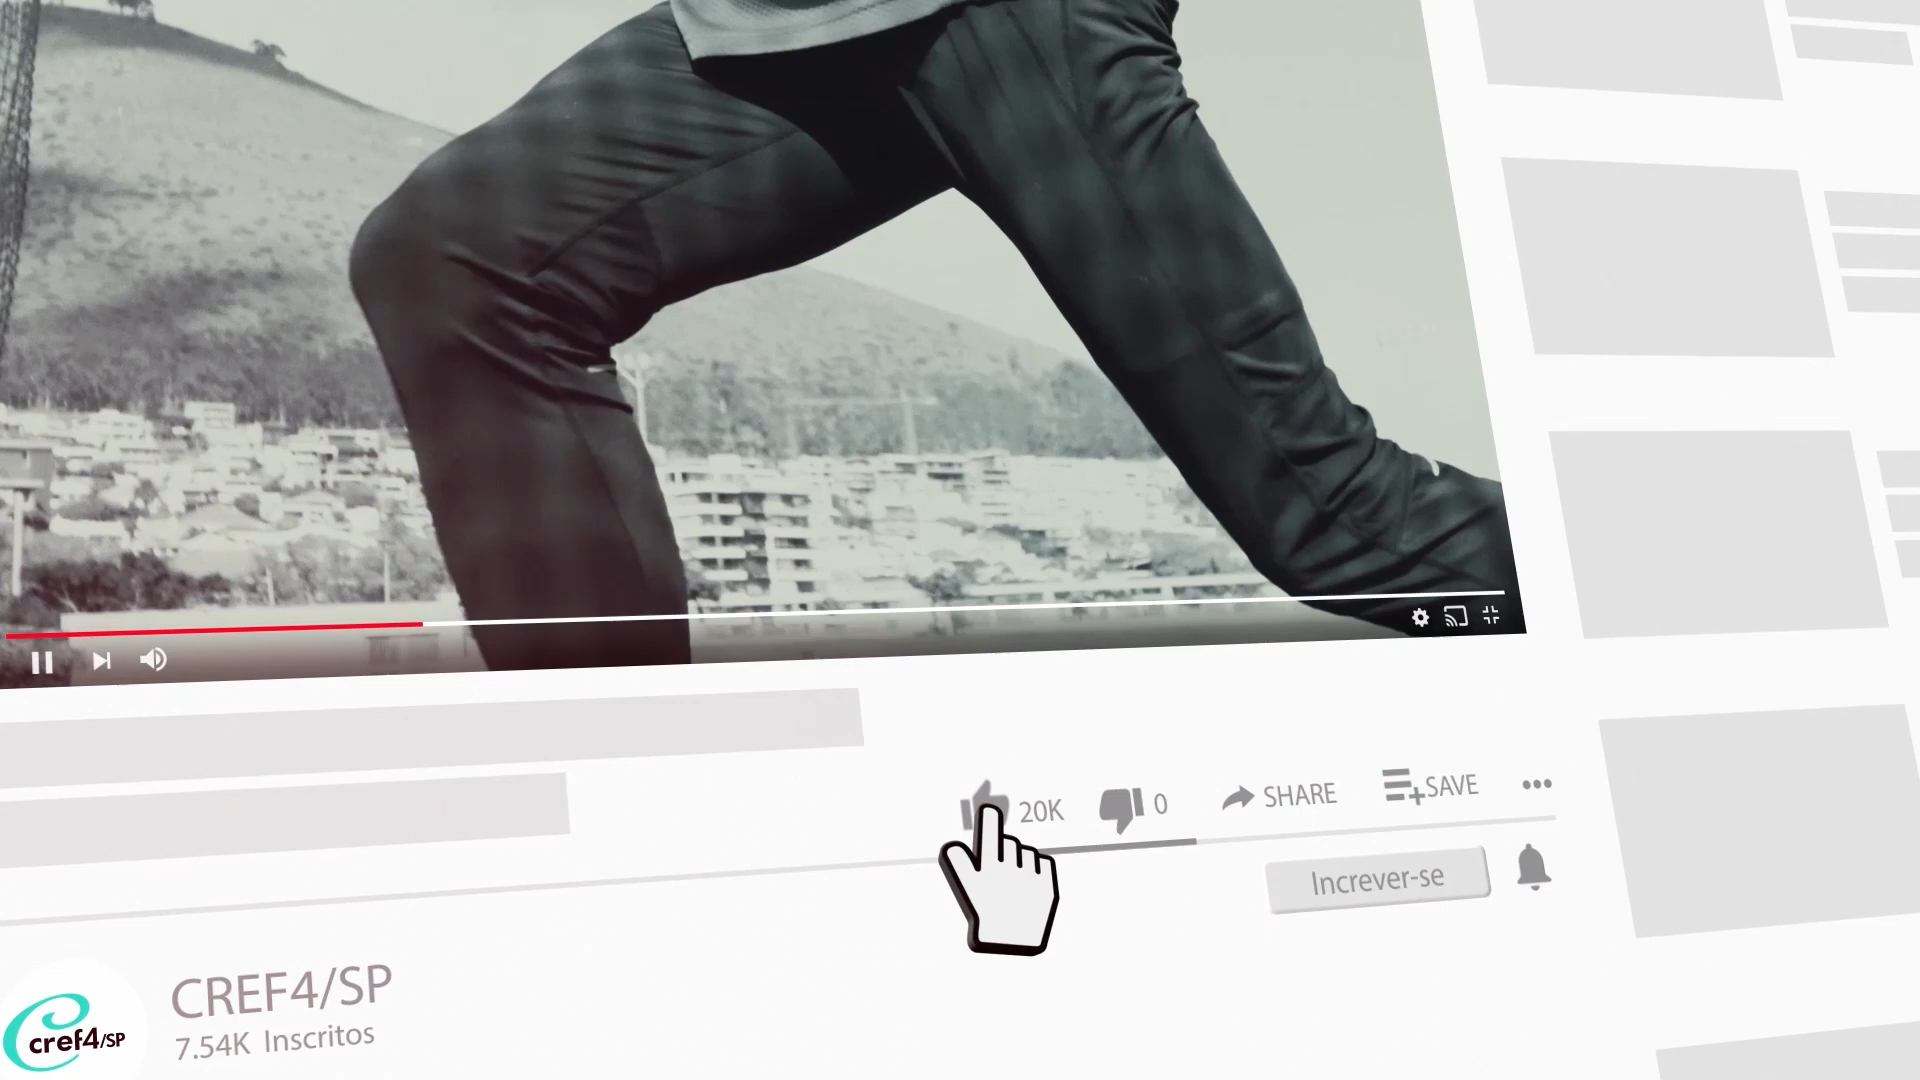 20K
0
SHARE
SAVE
Increver-se
CREF4/SP
7.54K Inscritos
cref4/SP